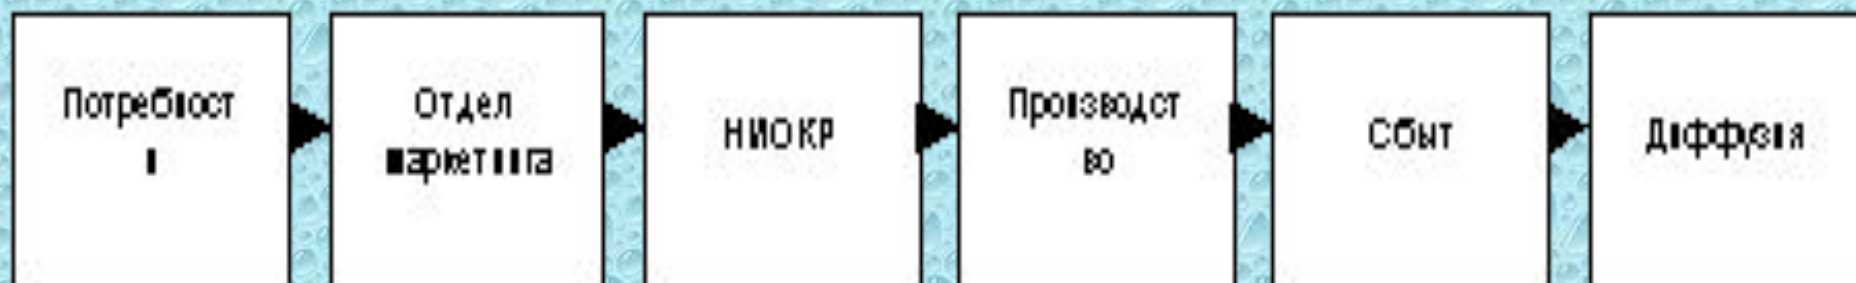 Потребност
и
Отдел
маркетинга
НИОКР
Производст
во
Сбыт
Диффузия